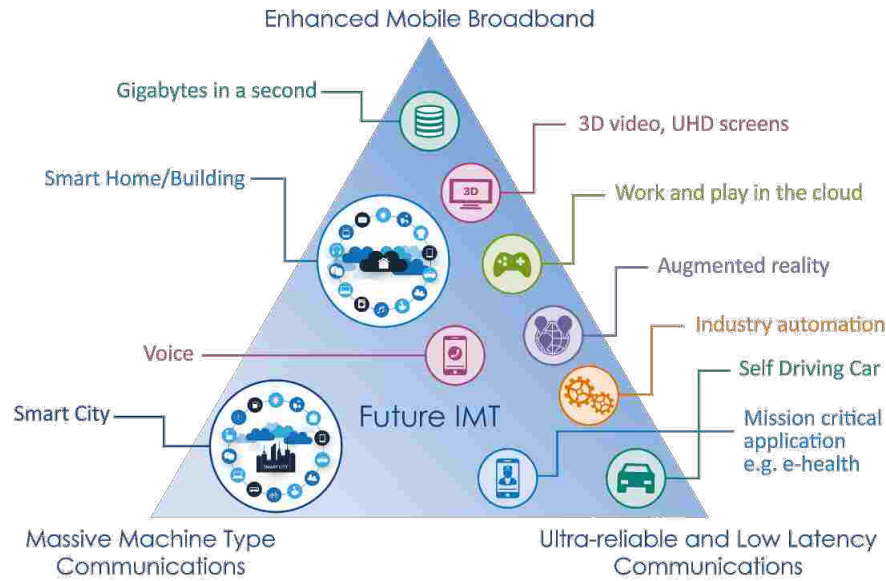 Enhanced Mobile Broadband
Gigabytes in a second
3D video, UHD screens
Smart Home/Building
3D
Work and play in the cloud
Augmented reality
Industry automation
Voice
Self Driving Car
Smart City
Future IMT
Mission critical
application
e.g. e-health
SMART CITY
Massive Machine Type
Communications
Ultra-reliable and Low Latency
Communications